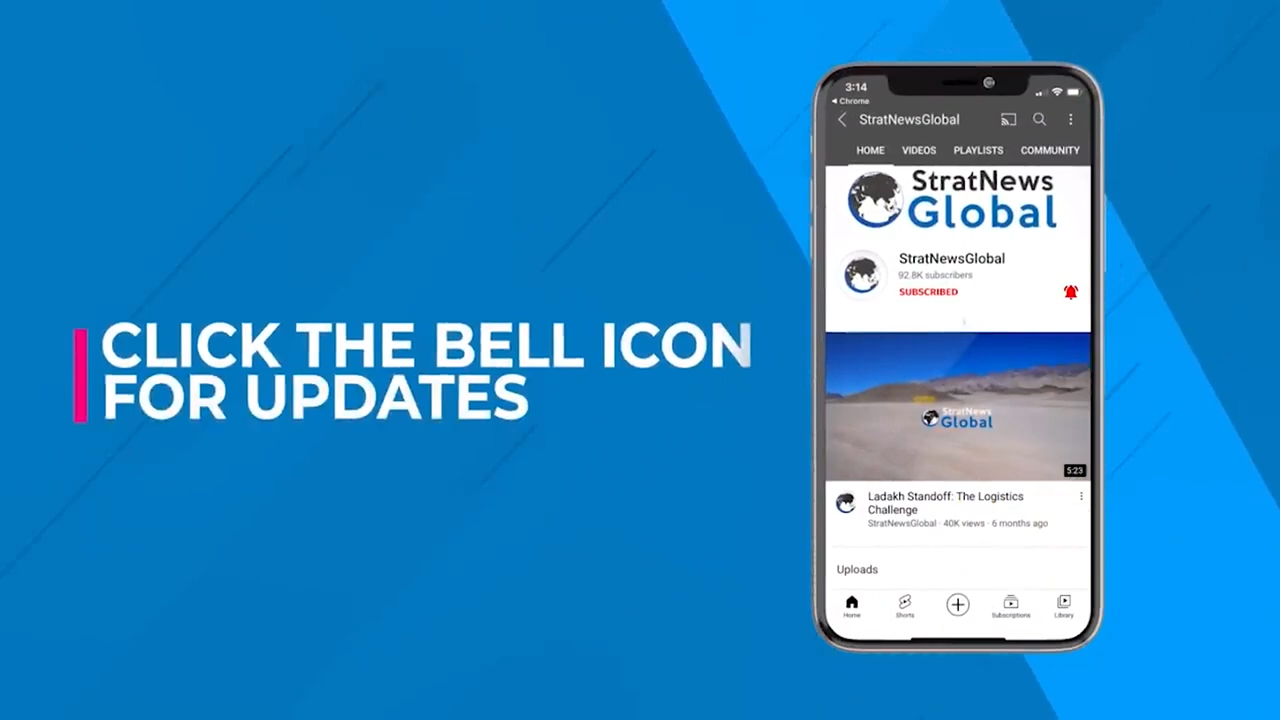 CLICK THE BELL ICON
FOR UPDATES
3:14
Chrome
StratNewsGlobal
HOME VIDEOS PLAYLISTS COMMUNITY
StratNews
Global
StratNewsGlobal
92.8K subscribers
SUBSCRIBED
StratNews
Global
5:23
Ladakh Standoff: The Logistics
Challenge
StratNewsGlobal · 40K views · 6 months ago
Uploads
Home Shorts Subscriptions Library